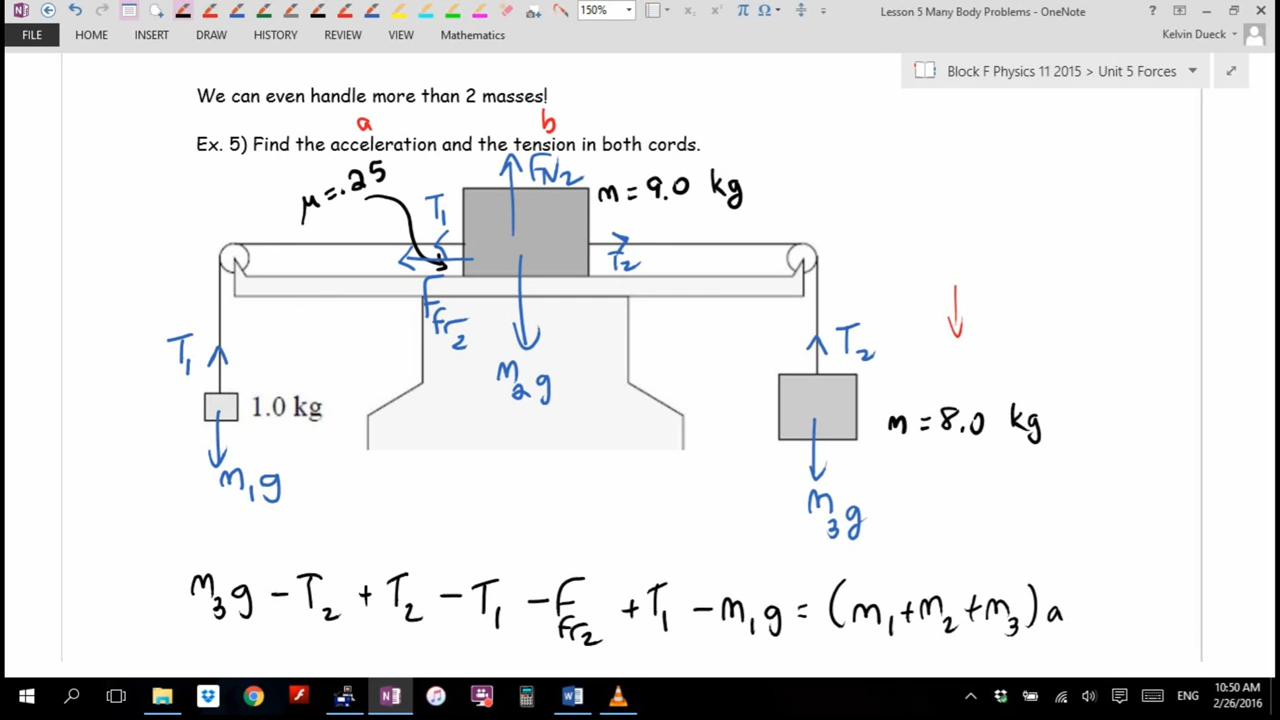 150%
Lesson 5 Many Body Problems - OneNote
FILE HOME INSERT DRAW HISTORY REVIEW VIEW Mathematics
Kelvin Dueck
Block F Physics 11 2015 > Unit 5 Forces
We can even handle more than 2 masses!
a b
Ex. 5) Find the acceleration and the tension in both cords.
μ = .25
FN2
m = 9.0 kg
T1
T2
Ffr2
T1
T2
m2g
1.0 kg
m = 8.0 kg
m1g
m3g
m3g - T2 + T2 - T1 - Ffr2 + T1 - m1g = (m1 + m2 + m3) a
ENG
10:50 AM
2/26/2016